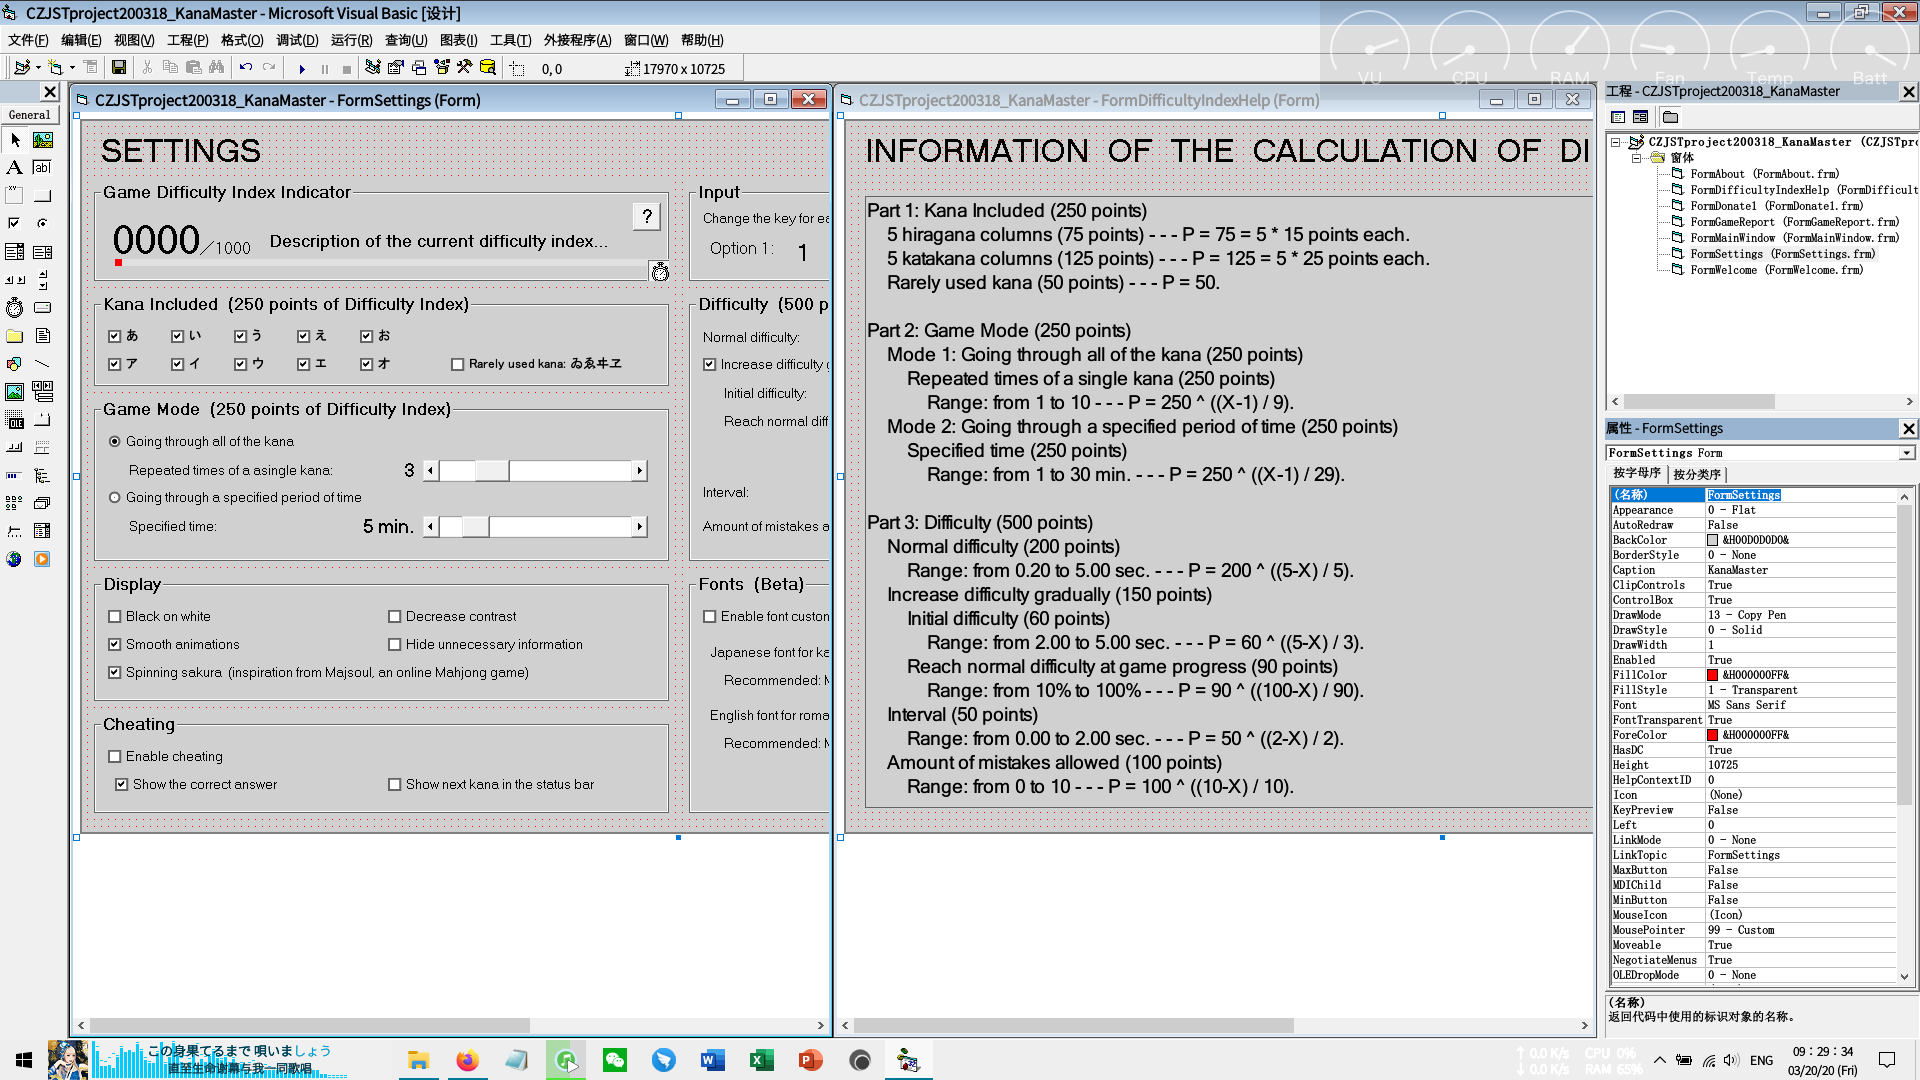 CZJSTproject200318_KanaMaster - Microsoft Visual Basic [设计]
文件(F) 编辑(E) 视图(V) 工程(P) 格式(O) 调试(D) 运行(R) 查询(U) 图表(I) 工具(T) 外接程序(A) 窗口(W) 帮助(H)
0, 0
17970 x 10725
VU CPU RAM Fan Temp Batt
General
CZJSTproject200318_KanaMaster - FormSettings (Form)
SETTINGS
Game Difficulty Index Indicator
0000/1000 Description of the current difficulty index...
?
Kana Included (250 points of Difficulty Index)
あ い う え お
ア イ ウ エ オ Rarely used kana: ゐゑヰヱ
Game Mode (250 points of Difficulty Index)
Going through all of the kana
Repeated times of a single kana: 3
Going through a specified period of time
Specified time: 5 min.
Display
Black on white Decrease contrast
Smooth animations Hide unnecessary information
Spinning sakura (inspiration from Majsoul, an online Mahjong game)
Cheating
Enable cheating
Show the correct answer Show next kana in the status bar
Input
Change the key for ea
Option 1: 1
Difficulty (500 p
Normal difficulty:
Increase difficulty g
Initial difficulty:
Reach normal diff
Interval:
Amount of mistakes a
Fonts (Beta)
Enable font custon
Japanese font for ka
Recommended: M
English font for roma
Recommended: M
CZJSTproject200318_KanaMaster - FormDifficultyIndexHelp (Form)
INFORMATION OF THE CALCULATION OF DI
Part 1: Kana Included (250 points)
5 hiragana columns (75 points) - - - P = 75 = 5 * 15 points each.
5 katakana columns (125 points) - - - P = 125 = 5 * 25 points each.
Rarely used kana (50 points) - - - P = 50.
Part 2: Game Mode (250 points)
Mode 1: Going through all of the kana (250 points)
Repeated times of a single kana (250 points)
Range: from 1 to 10 - - - P = 250 ^ ((X-1) / 9).
Mode 2: Going through a specified period of time (250 points)
Specified time (250 points)
Range: from 1 to 30 min. - - - P = 250 ^ ((X-1) / 29).
Part 3: Difficulty (500 points)
Normal difficulty (200 points)
Range: from 0.20 to 5.00 sec. - - - P = 200 ^ ((5-X) / 5).
Increase difficulty gradually (150 points)
Initial difficulty (60 points)
Range: from 2.00 to 5.00 sec. - - - P = 60 ^ ((5-X) / 3).
Reach normal difficulty at game progress (90 points)
Range: from 10% to 100% - - - P = 90 ^ ((100-X) / 90).
Interval (50 points)
Range: from 0.00 to 2.00 sec. - - - P = 50 ^ ((2-X) / 2).
Amount of mistakes allowed (100 points)
Range: from 0 to 10 - - - P = 100 ^ ((10-X) / 10).
工程 - CZJSTproject200318_KanaMaster
CZJSTproject200318_KanaMaster (CZJSTpro
窗体
FormAbout (FormAbout.frm)
FormDifficultyIndexHelp (FormDifficult
FormDonate1 (FormDonate1.frm)
FormGameReport (FormGameReport.frm)
FormMainWindow (FormMainWindow.frm)
FormSettings (FormSettings.frm)
FormWelcome (FormWelcome.frm)
属性 - FormSettings
FormSettings Form
按字母序 按分类序
(名称) FormSettings
Appearance 0 - Flat
AutoRedraw False
BackColor &H00D0D0D0&
BorderStyle 0 - None
Caption KanaMaster
ClipControls True
ControlBox True
DrawMode 13 - Copy Pen
DrawStyle 0 - Solid
DrawWidth 1
Enabled True
FillColor &H000000FF&
FillStyle 1 - Transparent
Font MS Sans Serif
FontTransparent True
ForeColor &H000000FF&
HasDC True
Height 10725
HelpContextID 0
Icon (None)
KeyPreview False
Left 0
LinkMode 0 - None
LinkTopic FormSettings
MaxButton False
MDIChild False
MinButton False
MouseIcon (Icon)
MousePointer 99 - Custom
Moveable True
NegotiateMenus True
OLEDropMode 0 - None
(名称)
返回代码中使用的标识对象的名称。
この身果てるまで 唄いましょう
直至生命谢幕与我一同歌唱
↑ 0.0 K/s CPU 0%
↓ 0.0 K/s RAM 65%
ENG
09 : 29 : 34
03/20/20 (Fri)